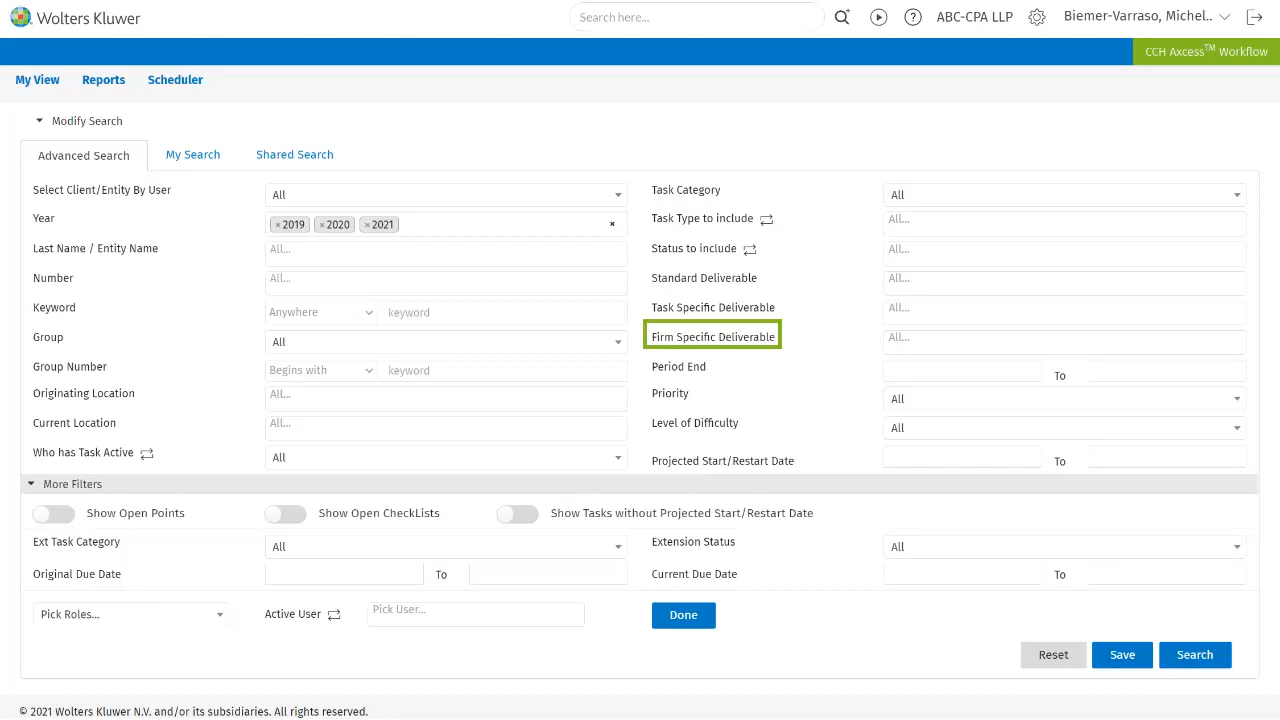 Wolters Kluwer
Search here...
ABC-CPA LLP
Biemer-Varraso, Michel..
CCH Axcess™ Workflow
My View Reports Scheduler
Modify Search
Advanced Search My Search Shared Search
Select Client/Entity By User All Task Category All
Year ×2019 ×2020 ×2021 × Task Type to include All...
Last Name / Entity Name All... Status to include All...
Number All... Standard Deliverable All...
Keyword Anywhere keyword Task Specific Deliverable All...
Group All Firm Specific Deliverable All...
Group Number Begins with keyword Period End To
Originating Location All... Priority All
Current Location All... Level of Difficulty All
Who has Task Active All Projected Start/Restart Date To
More Filters
Show Open Points Show Open CheckLists Show Tasks without Projected Start/Restart Date
Ext Task Category All Extension Status All
Original Due Date To Current Due Date To
Pick Roles... Active User Pick User... Done
Reset Save Search
© 2021 Wolters Kluwer N.V. and/or its subsidiaries. All rights reserved.